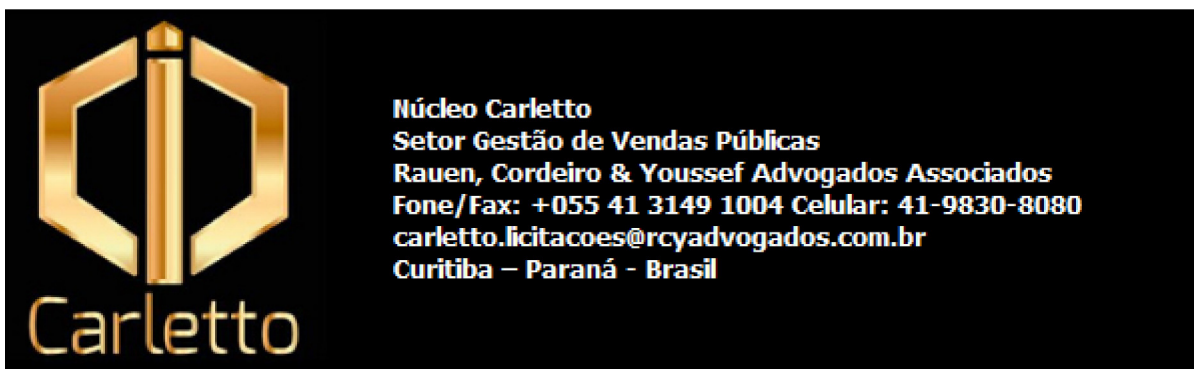 Carletto
Núcleo Carletto
Setor Gestão de Vendas Públicas
Rauen, Cordeiro & Youssef Advogados Associados
Fone/Fax: +055 41 3149 1004 Celular: 41-9830-8080
carletto.licitacoes@rcyadvogados.com.br
Curitiba – Paraná - Brasil